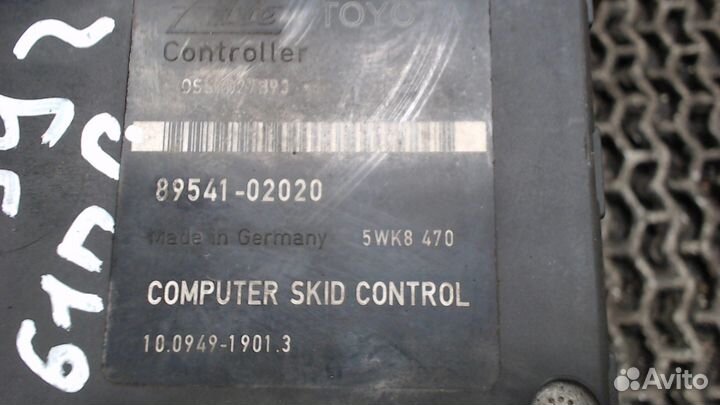 TOYO
Controller
89541-02020
Made in Germany 5WK8 470
COMPUTER SKID CONTROL
10.0949-1901.3
Avito